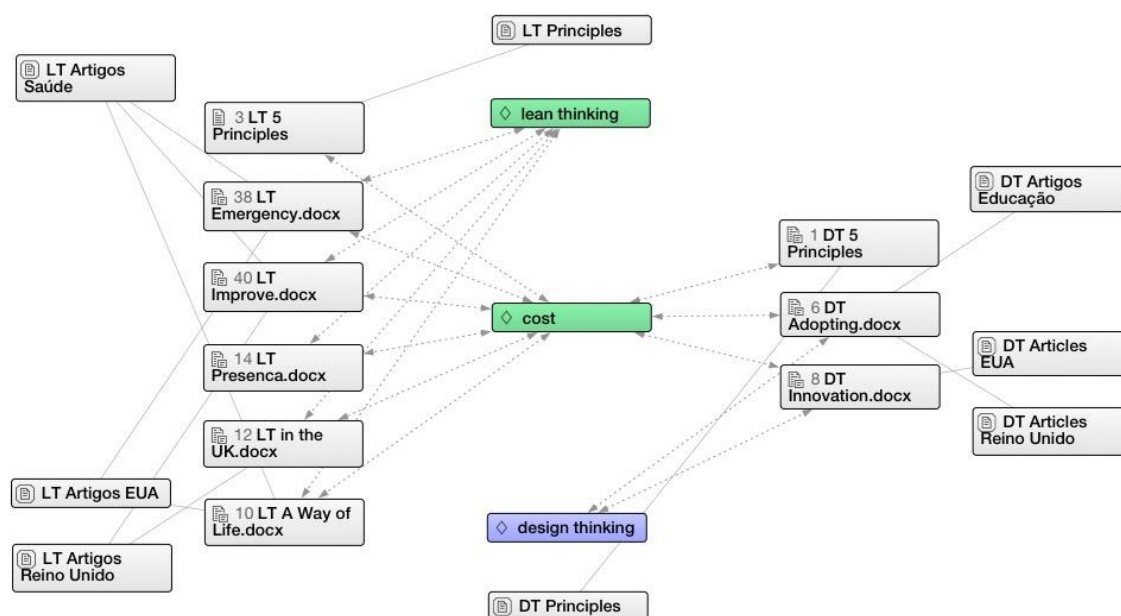 LT Principles
LT Artigos
Saúde
3 LT 5
Principles
lean thinking
38 LT
Emergency.docx
40 LT
Improve.docx
14 LT
Presenca.docx
12 LT in the
UK.docx
10 LT A Way of
Life.docx
LT Artigos EUA
LT Artigos
Reino Unido
cost
design thinking
DT Principles
1 DT 5
Principles
6 DT
Adopting.docx
8 DT
Innovation.docx
DT Artigos
Educação
DT Articles
EUA
DT Articles
Reino Unido